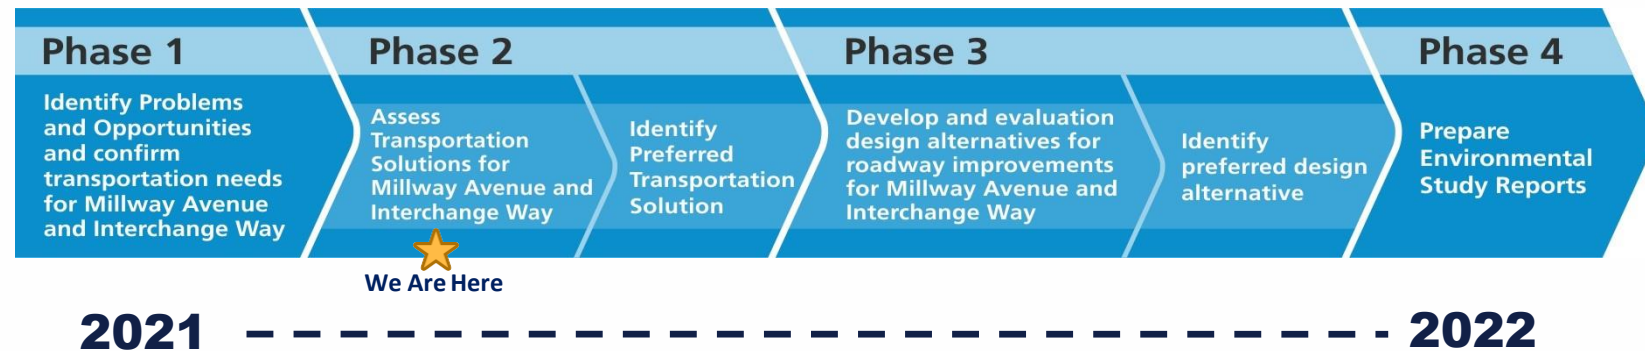 Phase 1
Identify Problems
and Opportunities
and confirm
transportation needs
for Millway Avenue
and Interchange Way
Phase 2
Assess
Transportation
Solutions for
Millway Avenue and
Interchange Way
Identify
Preferred
Transportation
Solution
Phase 3
Develop and evaluation
design alternatives for
roadway improvements
for Millway Avenue and
Interchange Way
Identify
preferred design
alternative
Phase 4
Prepare
Environmental
Study Reports
We Are Here
2021
2022